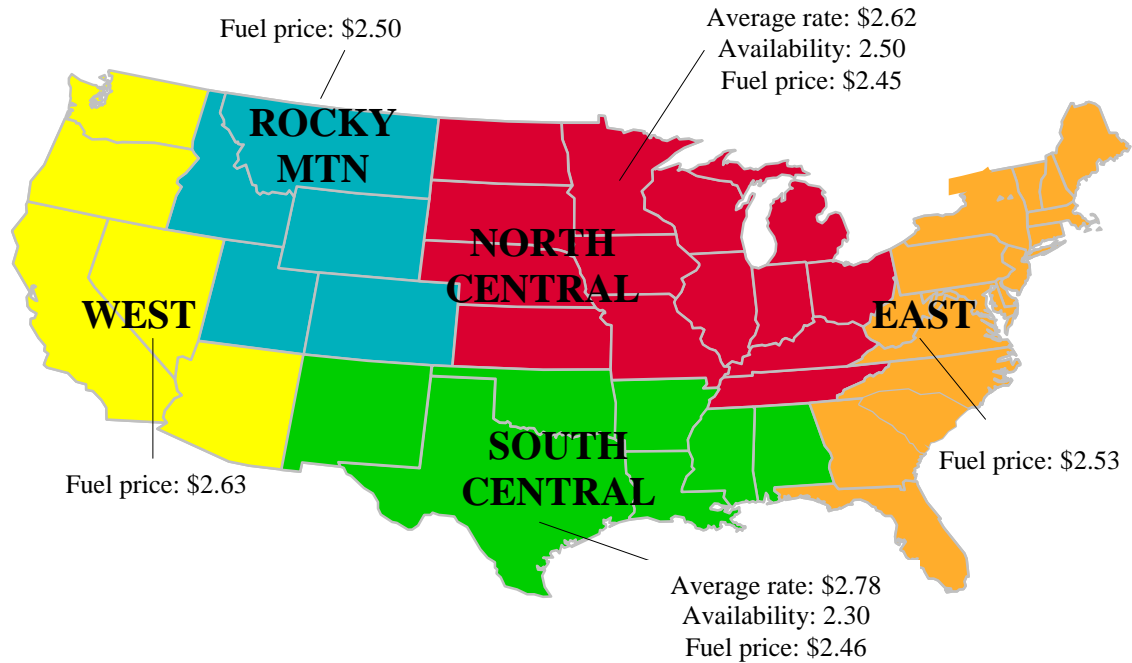 Fuel price: $2.50
Average rate: $2.62
Availability: 2.50
Fuel price: $2.45
ROCKY
MTN
NORTH
CENTRAL
WEST
EAST
SOUTH
CENTRAL
Fuel price: $2.63
Fuel price: $2.53
Average rate: $2.78
Availability: 2.30
Fuel price: $2.46